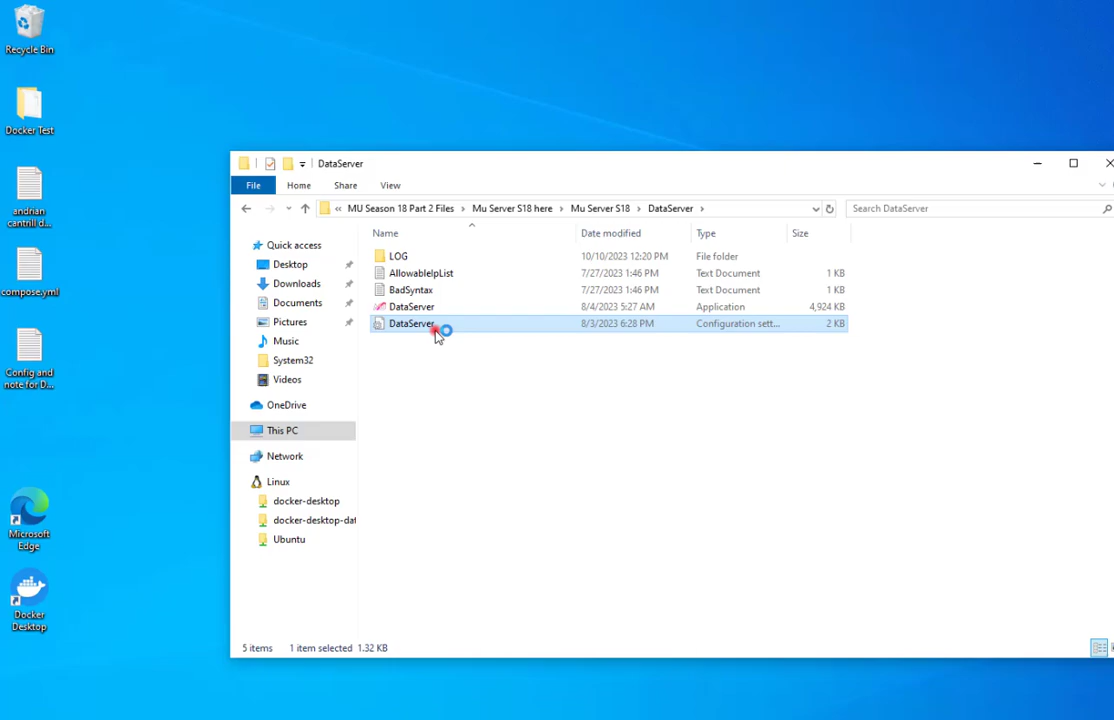 Recycle Bin
Docker Test
andrian
cantrill d...
compose.yml
Config and
note for D...
Microsoft
Edge
Docker
Desktop
DataServer
File Home Share View
« MU Season 18 Part 2 Files > Mu Server S18 here > Mu Server S18 > DataServer >
Search DataServer
Quick access
Desktop
Downloads
Documents
Pictures
Music
System32
Videos
OneDrive
This PC
Network
Linux
docker-desktop
docker-desktop-dat
Ubuntu
Name Date modified Type Size
LOG 10/10/2023 12:20 PM File folder
AllowableIpList 7/27/2023 1:46 PM Text Document 1 KB
BadSyntax 7/27/2023 1:46 PM Text Document 1 KB
DataServer 8/4/2023 5:27 AM Application 4,924 KB
DataServer 8/3/2023 6:28 PM Configuration sett... 2 KB
5 items 1 item selected 1.32 KB